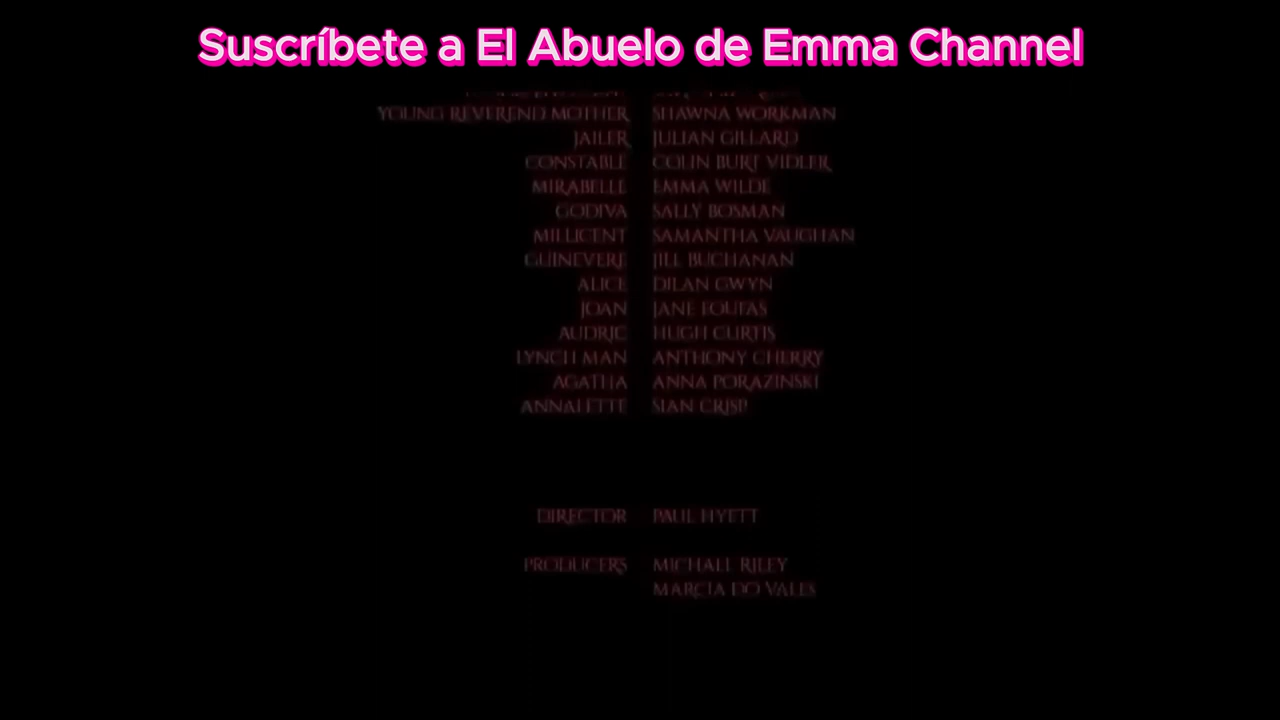 Suscríbete a El Abuelo de Emma Channel
YOUNG REVEREND MOTHER SHAWNA WORKMAN
JAILER JULIAN GILLARD
CONSTABLE COLIN BURT VIDLER
MIRABELLE EMMA WILDE
GODIVA SALLY BOSMAN
MILLICENT SAMANTHA VAUGHAN
GUINEVERE JILL BUCHANAN
ALICE DILAN GWYN
JOAN JANE FOUFAS
AUDRIC HUGH CURTIS
LYNCH MAN ANTHONY CHERRY
AGATHA ANNA PORAZINSKI
ANNALETTE SIAN CRISP
DIRECTOR PAUL HYETT
PRODUCERS MICHAEL RILEY
MARCIA DO VALES